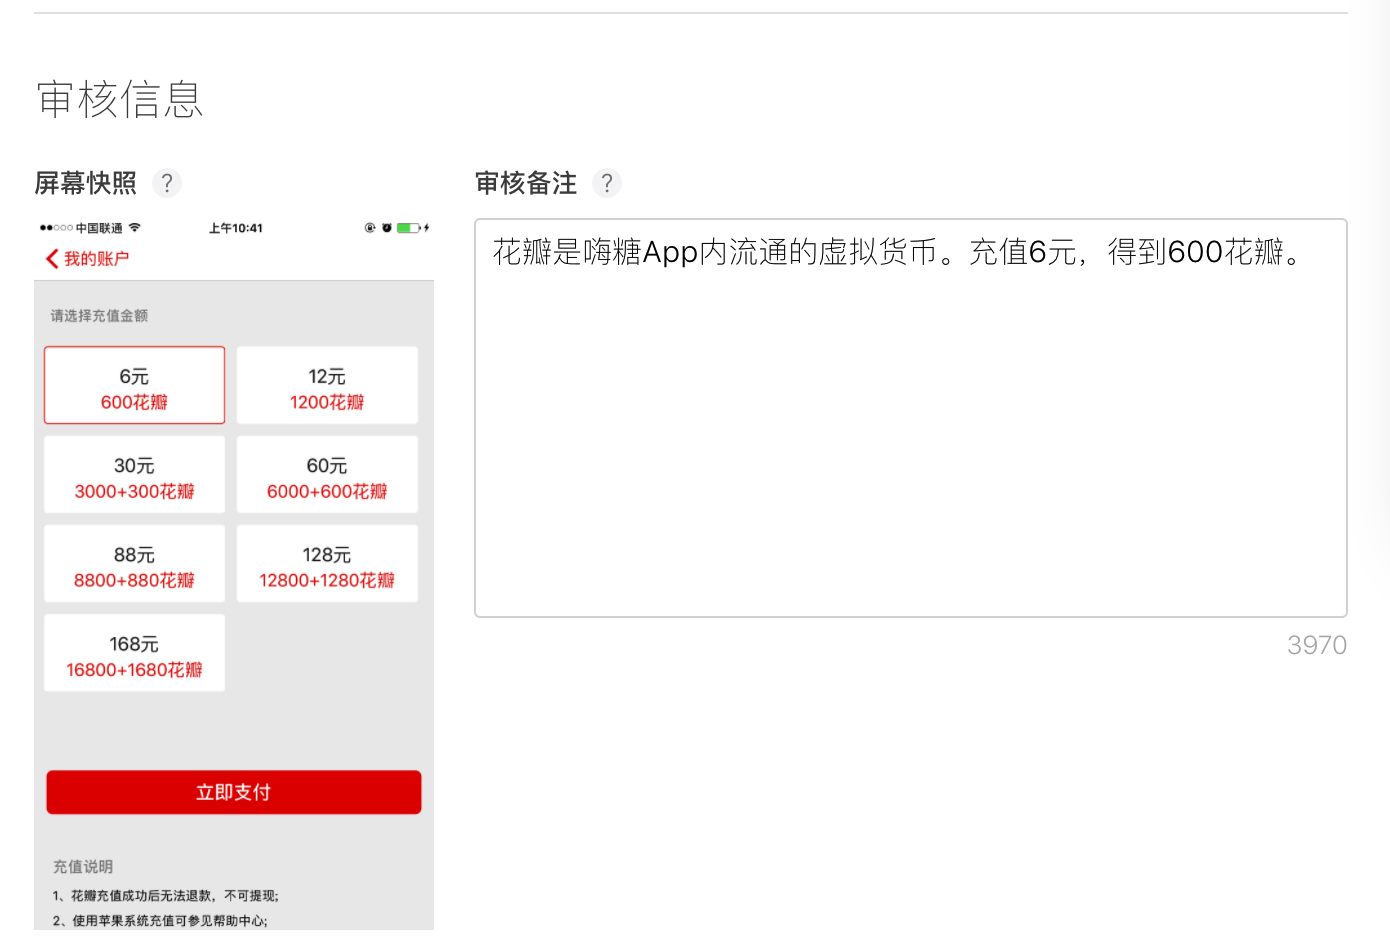 审核信息
屏幕快照 ?
审核备注 ?
中国联通 上午10:41
我的账户
花瓣是嗨糖App内流通的虚拟货币。充值6元，得到600花瓣。
请选择充值金额
6元
600花瓣
12元
1200花瓣
30元
3000+300花瓣
60元
6000+600花瓣
88元
8800+880花瓣
128元
12800+1280花瓣
168元
16800+1680花瓣
3970
立即支付
充值说明
1、花瓣充值成功后无法退款，不可提现;
2、使用苹果系统充值可参见帮助中心;